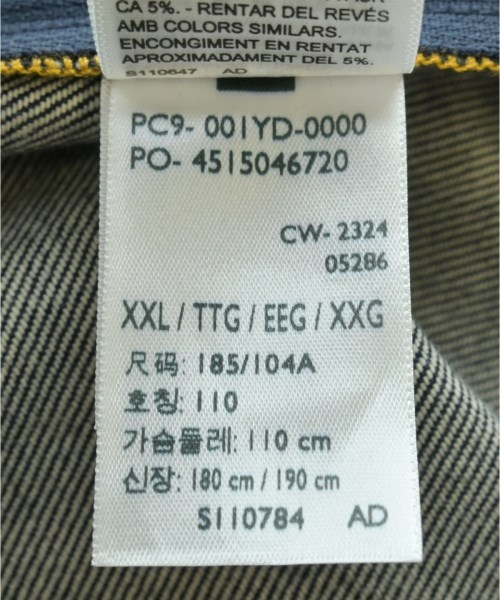 CA 5%. - RENTAR DEL REVÉS
AMB COLORS SIMILARS.
ENCONGIMENT EN RENTAT
APROXIMADAMENT DEL 5%.
S110647 AD
PC9- 001YD-0000
PO- 4515046720
CW- 2324
05286
XXL / TTG / EEG / XXG
尺码: 185/104A
호칭: 110
가슴둘레: 110 cm
신장: 180 cm / 190 cm
S110784 AD